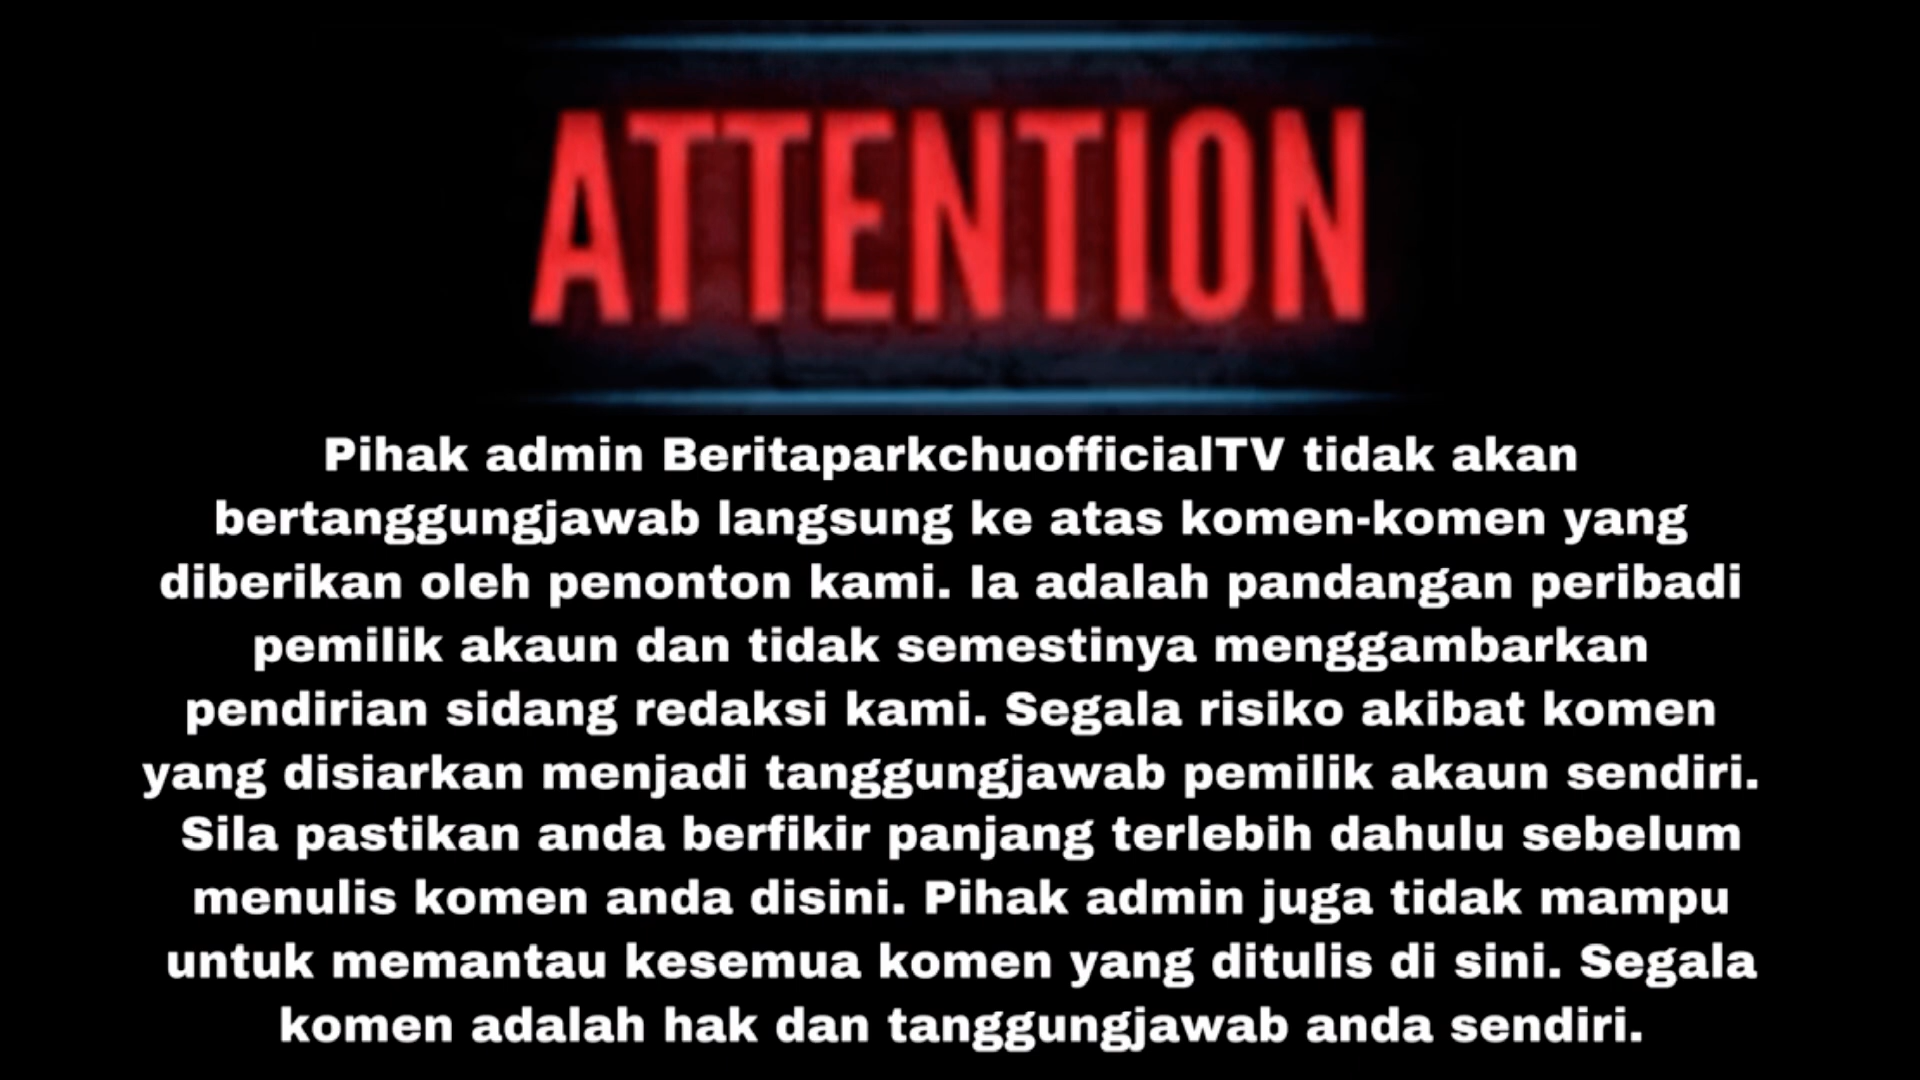 ATTENTION
Pihak admin BeritaparkchuofficialTV tidak akan
bertanggungjawab langsung ke atas komen-komen yang
diberikan oleh penonton kami. Ia adalah pandangan peribadi
pemilik akaun dan tidak semestinya menggambarkan
pendirian sidang redaksi kami. Segala risiko akibat komen
yang disiarkan menjadi tanggungjawab pemilik akaun sendiri.
Sila pastikan anda berfikir panjang terlebih dahulu sebelum
menulis komen anda disini. Pihak admin juga tidak mampu
untuk memantau kesemua komen yang ditulis di sini. Segala
komen adalah hak dan tanggungjawab anda sendiri.